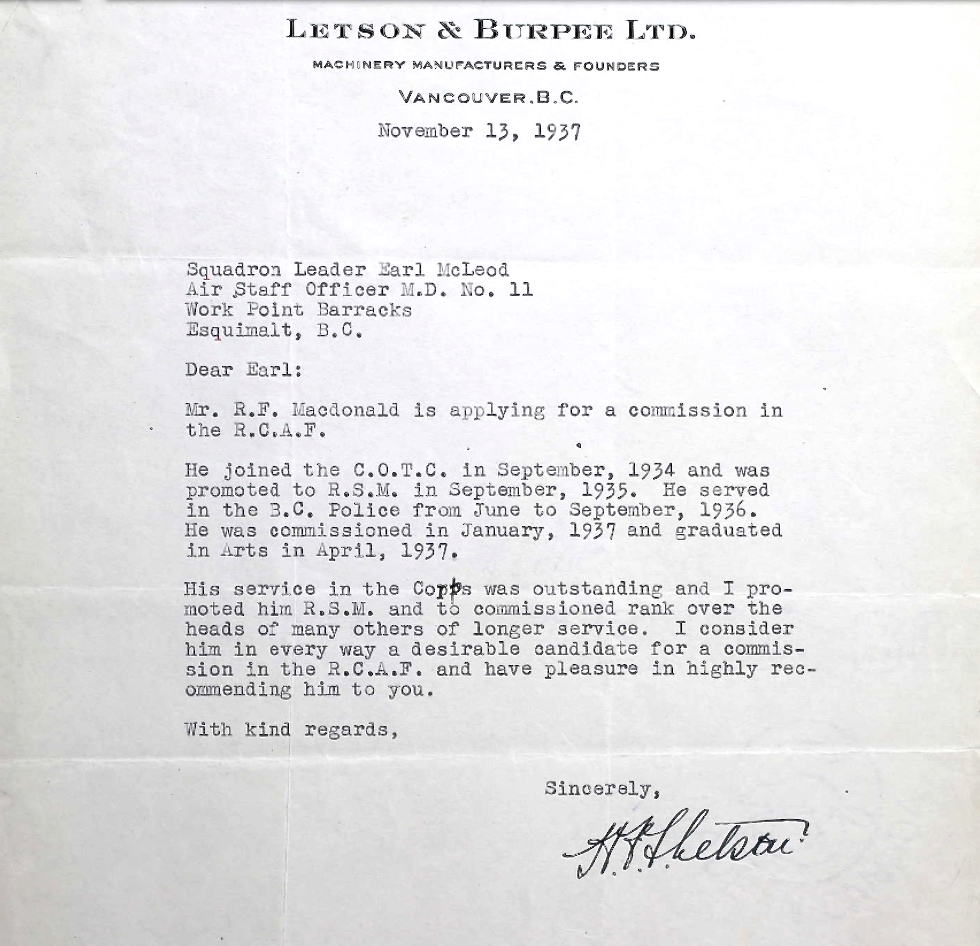 LETSON & BURPEE LTD.
MACHINERY MANUFACTURERS & FOUNDERS
VANCOUVER, B.C.
November 13, 1937
Squadron Leader Earl McLeod
Air Staff Officer M.D. No. 11
Work Point Barracks
Esquimalt, B.C.
Dear Earl:
Mr. R.F. Macdonald is applying for a commission in
the R.C.A.F.
He joined the C.O.T.C. in September, 1934 and was
promoted to R.S.M. in September, 1935. He served
in the B.C. Police from June to September, 1936.
He was commissioned in January, 1937 and graduated
in Arts in April, 1937.
His service in the Corps was outstanding and I pro-
moted him R.S.M. and to commissioned rank over the
heads of many others of longer service. I consider
him in every way a desirable candidate for a commis-
sion in the R.C.A.F. and have pleasure in highly rec-
ommending him to you.
With kind regards,
Sincerely,
H.F.G. Letson